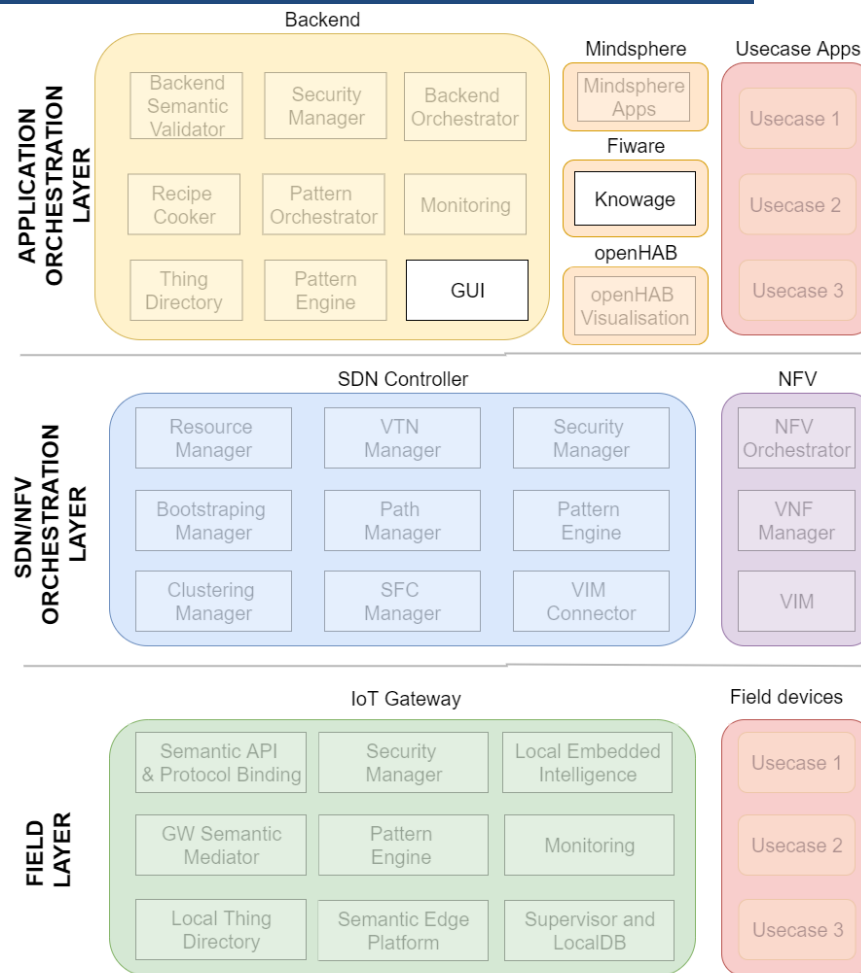 Backend
Mindsphere
Usecase Apps
APPLICATION
ORCHESTRATION
LAYER
Backend
Semantic
Validator
Security
Manager
Backend
Orchestrator
Mindsphere
Apps
Usecase 1
Fiware
Recipe
Cooker
Pattern
Orchestrator
Monitoring
Knowage
Usecase 2
openHAB
Thing
Directory
Pattern
Engine
GUI
openHAB
Visualisation
Usecase 3
SDN Controller
NFV
SDN/NFV
ORCHESTRATION
LAYER
Resource
Manager
VTN
Manager
Security
Manager
NFV
Orchestrator
Bootstraping
Manager
Path
Manager
Pattern
Engine
VNF
Manager
Clustering
Manager
SFC
Manager
VIM
Connector
VIM
IoT Gateway
Field devices
FIELD
LAYER
Semantic API
& Protocol Binding
Security
Manager
Local Embedded
Intelligence
Usecase 1
GW Semantic
Mediator
Pattern
Engine
Monitoring
Usecase 2
Local Thing
Directory
Semantic Edge
Platform
Supervisor and
LocalDB
Usecase 3